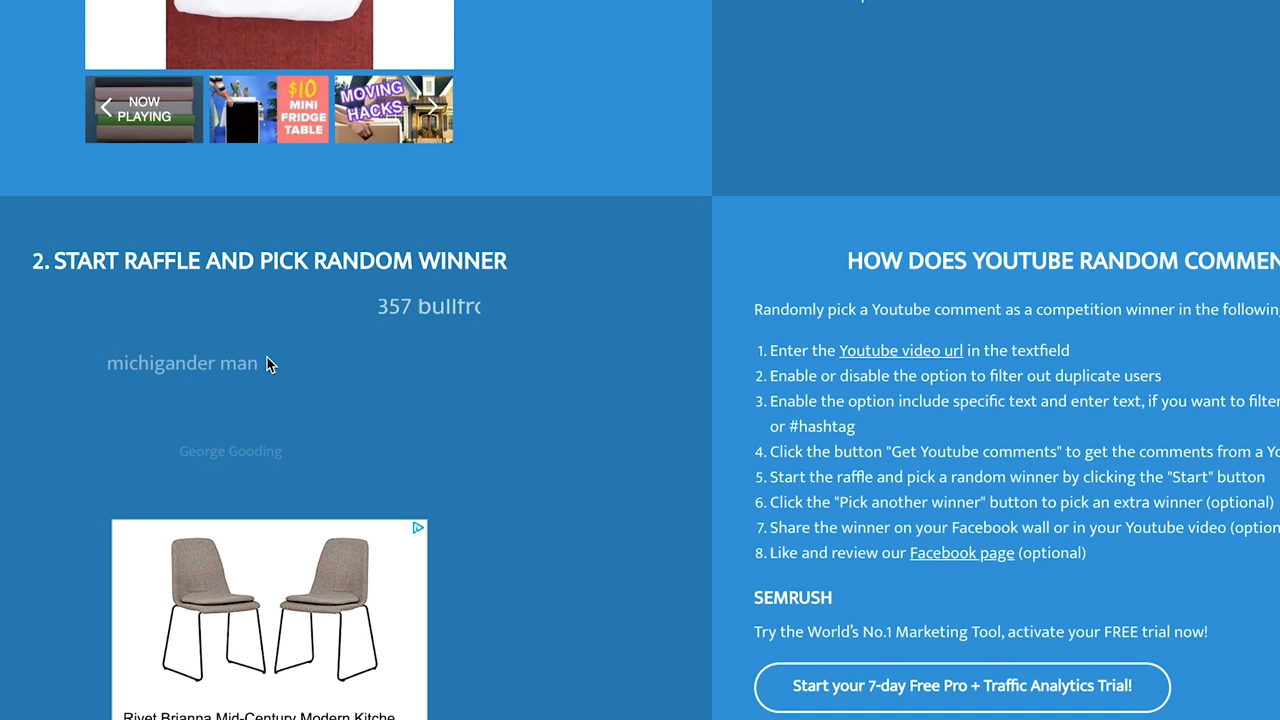 NOW
PLAYING
$10
MINI
FRIDGE
TABLE
MOVING
HACKS
2. START RAFFLE AND PICK RANDOM WINNER
357 bulltro
michigander man
George Gooding
Rivet Brianna Mid-Century Modern Kitche
HOW DOES YOUTUBE RANDOM COMMEN
Randomly pick a Youtube comment as a competition winner in the following
1. Enter the Youtube video url in the textfield
2. Enable or disable the option to filter out duplicate users
3. Enable the option include specific text and enter text, if you want to filter
or #hashtag
4. Click the button "Get Youtube comments" to get the comments from a Yo
5. Start the raffle and pick a random winner by clicking the "Start" button
6. Click the "Pick another winner" button to pick an extra winner (optional)
7. Share the winner on your Facebook wall or in your Youtube video (option
8. Like and review our Facebook page (optional)
SEMRUSH
Try the World's No.1 Marketing Tool, activate your FREE trial now!
Start your 7-day Free Pro + Traffic Analytics Trial!